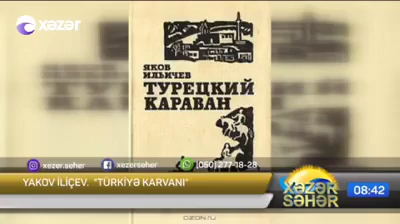 xəzər
ЯКОВ
ИЛЬИЧЕВ
ТУРЕЦКИЙ
КАРАВАН
xezer.seher
xezerseher
(050) 277-18-28
YAKOV İLİÇEV. "TÜRKİYƏ KARVANI"
XƏZƏR
SƏHƏR
08:42
OZON.RU